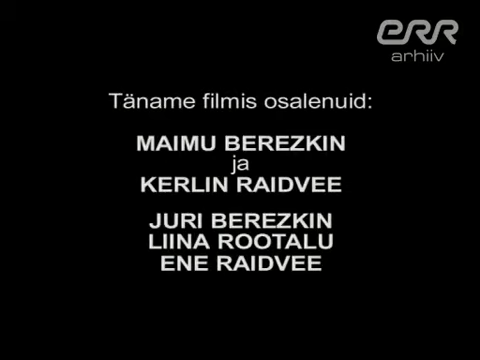 err
arhiiv
Täname filmis osalenuid:
MAIMU BEREZKIN
ja
KERLIN RAIDVEE
JURI BEREZKIN
LIINA ROOTALU
ENE RAIDVEE